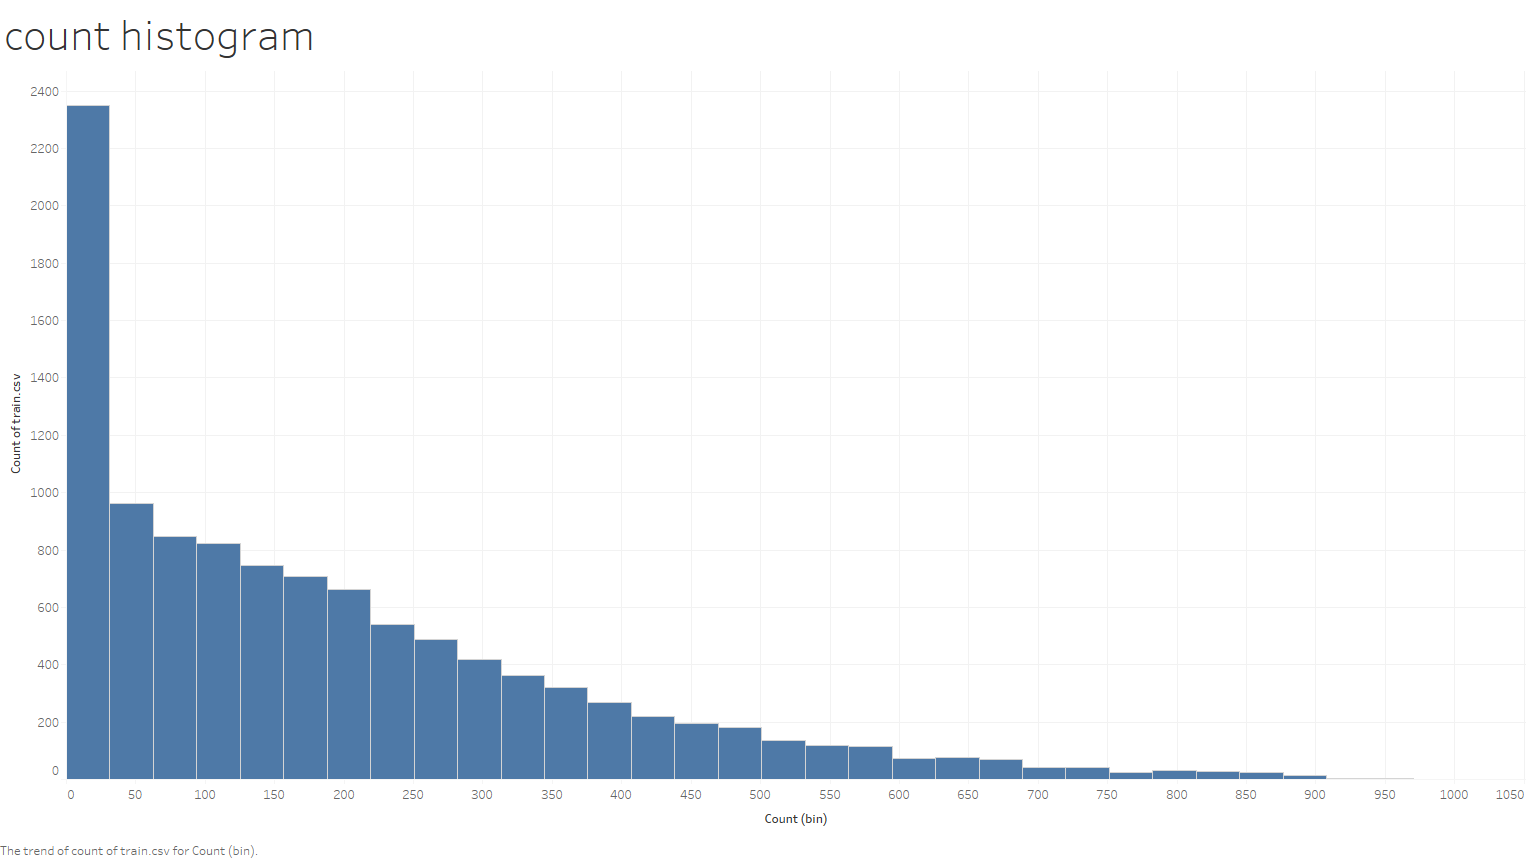 count histogram
2400
2200
2000
1800
1600
1400
1200
1000
800
600
400
200
0
Count of train.csv
0 50 100 150 200 250 300 350 400 450 500 550 600 650 700 750 800 850 900 950 1000 1050
Count (bin)
The trend of count of train.csv for Count (bin).